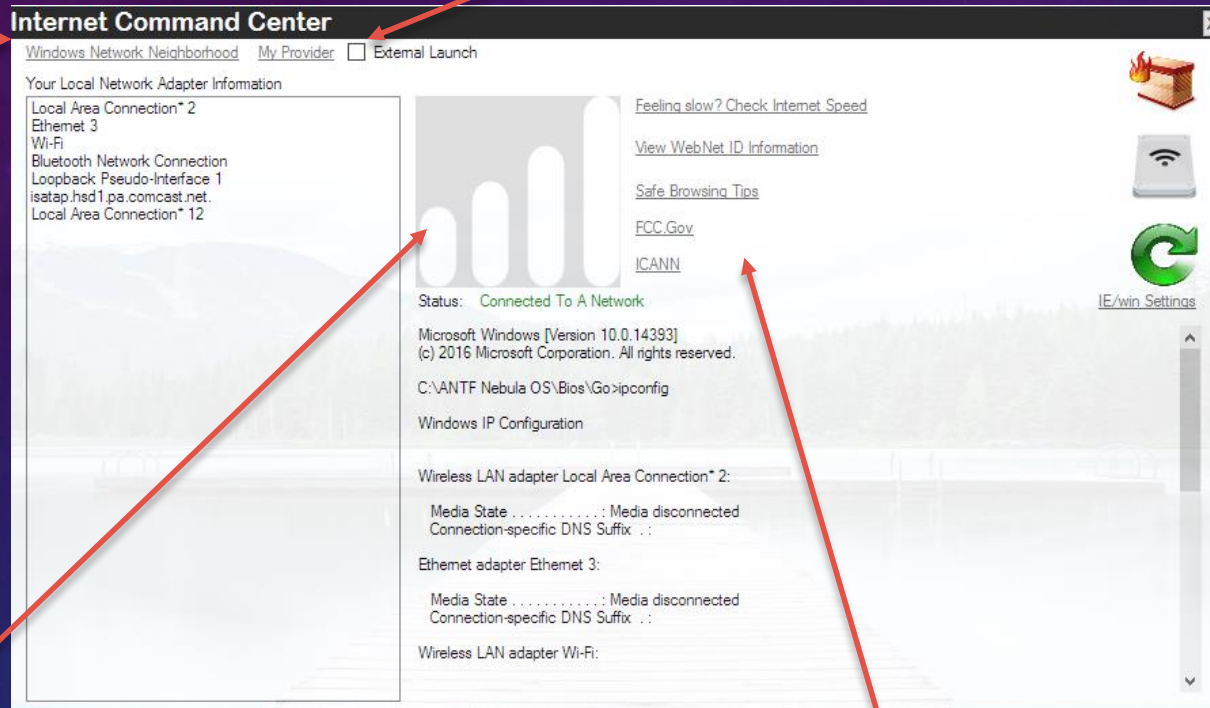 Internet Command Center
Windows Network Neighborhood My Provider External Launch
Your Local Network Adapter Information
Local Area Connection* 2
Ethernet 3
Wi-Fi
Bluetooth Network Connection
Loopback Pseudo-Interface 1
isatap.hsd1.pa.comcast.net.
Local Area Connection* 12
Feeling slow? Check Internet Speed
View WebNet ID Information
Safe Browsing Tips
FCC.Gov
ICANN
IE/win Settings
Status: Connected To A Network
Microsoft Windows [Version 10.0.14393]
(c) 2016 Microsoft Corporation. All rights reserved.
C:\ANTF Nebula OS\Bios\Go>ipconfig
Windows IP Configuration
Wireless LAN adapter Local Area Connection* 2:
Media State . . . . . . . . . . . : Media disconnected
Connection-specific DNS Suffix . :
Ethernet adapter Ethernet 3:
Media State . . . . . . . . . . . : Media disconnected
Connection-specific DNS Suffix . :
Wireless LAN adapter Wi-Fi: